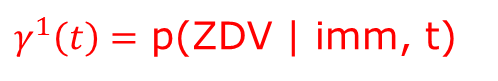 γ¹(t) = p(ZDV | imm, t)